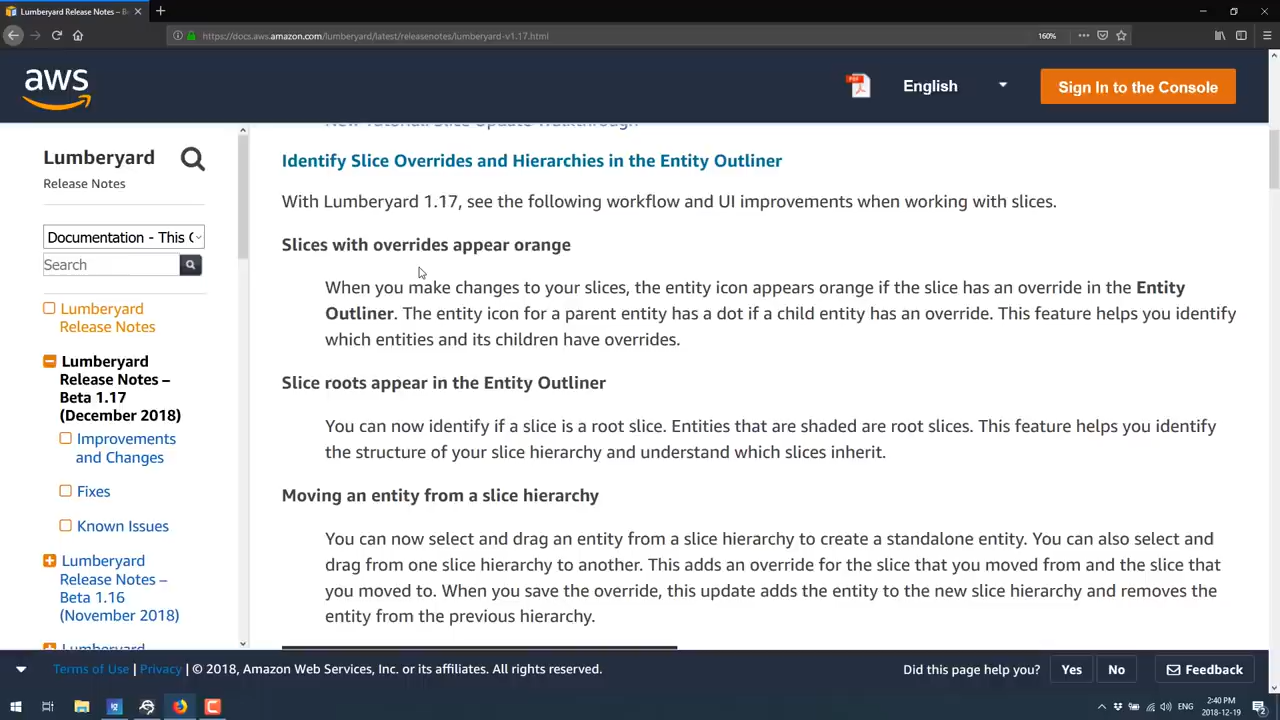 Lumberyard Release Notes – Be
https://docs.aws.amazon.com/lumberyard/latest/releasenotes/lumberyard-v1.17.html
160%
aws
PDF
English
Sign In to the Console
Lumberyard
Release Notes
Documentation - This G
Search
Lumberyard
Release Notes
Lumberyard
Release Notes –
Beta 1.17
(December 2018)
Improvements
and Changes
Fixes
Known Issues
Lumberyard
Release Notes –
Beta 1.16
(November 2018)
Lumberyard
New Tutorial: Slice Update Walkthrough
Identify Slice Overrides and Hierarchies in the Entity Outliner
With Lumberyard 1.17, see the following workflow and UI improvements when working with slices.
Slices with overrides appear orange
When you make changes to your slices, the entity icon appears orange if the slice has an override in the Entity
Outliner. The entity icon for a parent entity has a dot if a child entity has an override. This feature helps you identify
which entities and its children have overrides.
Slice roots appear in the Entity Outliner
You can now identify if a slice is a root slice. Entities that are shaded are root slices. This feature helps you identify
the structure of your slice hierarchy and understand which slices inherit.
Moving an entity from a slice hierarchy
You can now select and drag an entity from a slice hierarchy to create a standalone entity. You can also select and
drag from one slice hierarchy to another. This adds an override for the slice that you moved from and the slice that
you moved to. When you save the override, this update adds the entity to the new slice hierarchy and removes the
entity from the previous hierarchy.
Terms of Use | Privacy | © 2018, Amazon Web Services, Inc. or its affiliates. All rights reserved.
Did this page help you?
Yes
No
Feedback
ENG
2:40 PM
2018-12-19